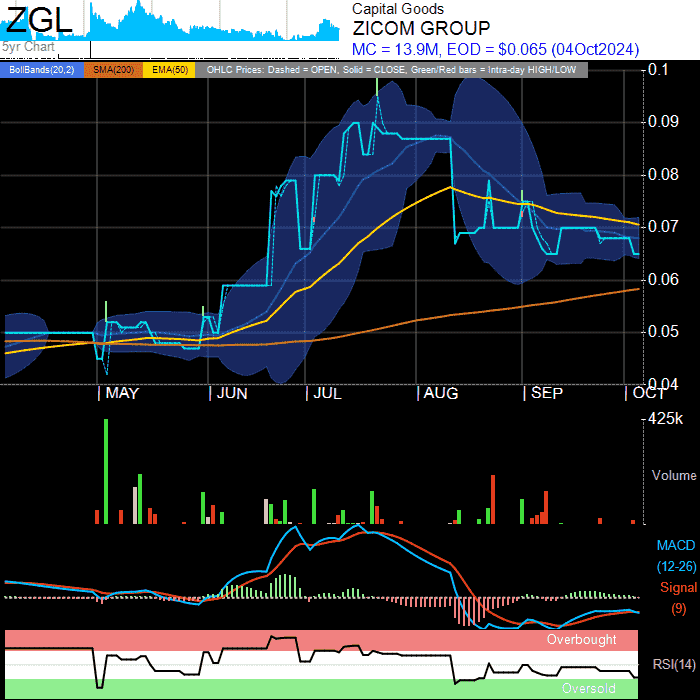 ZGL
5yr Chart
Capital Goods
ZICOM GROUP
MC = 13.9M, EOD = $0.065 (04Oct2024)
BollBands(20,2) SMA(200) EMA(50) OHLC Prices: Dashed = OPEN, Solid = CLOSE, Green/Red bars = Intra-day HIGH/LOW
0.1
0.09
0.08
0.07
0.06
0.05
0.04
MAY JUN JUL AUG SEP OCT
425k
Volume
MACD
(12-26)
Signal
(9)
Overbought
RSI(14)
Oversold